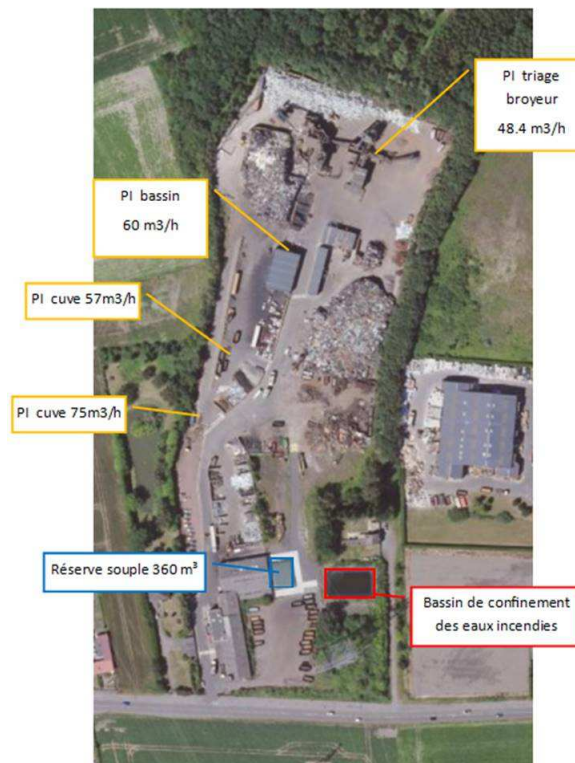 PI triage
broyeur
48.4 m3/h
PI bassin
60 m3/h
PI cuve 57m3/h
PI cuve 75m3/h
Réserve souple 360 m³
Bassin de confinement
des eaux incendies